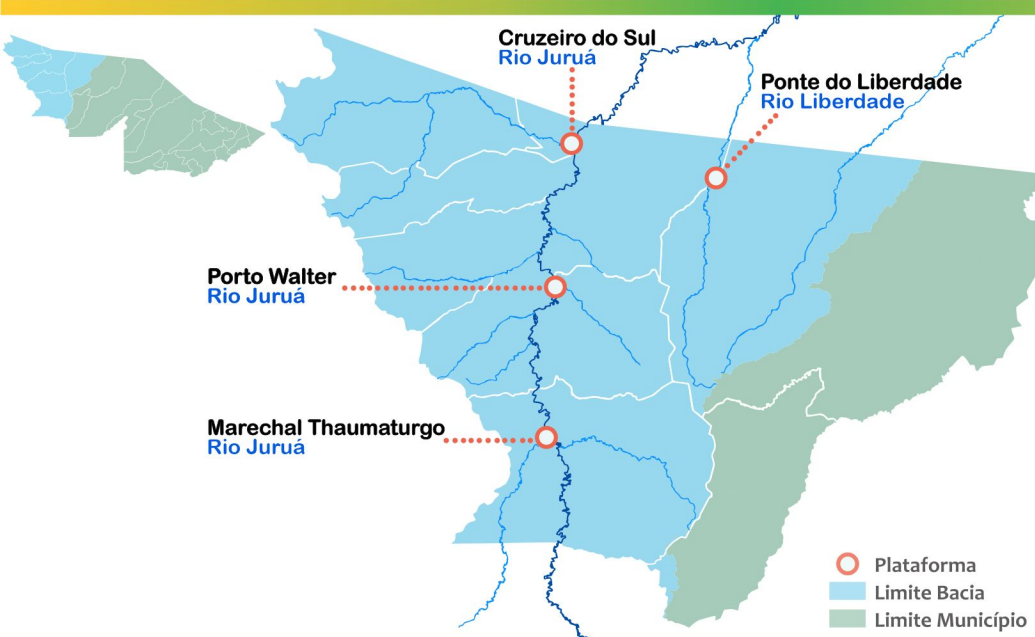 Cruzeiro do Sul
Rio Juruá
Ponte do Liberdade
Rio Liberdade
Porto Walter
Rio Juruá
Marechal Thaumaturgo
Rio Juruá
Plataforma
Limite Bacia
Limite Município